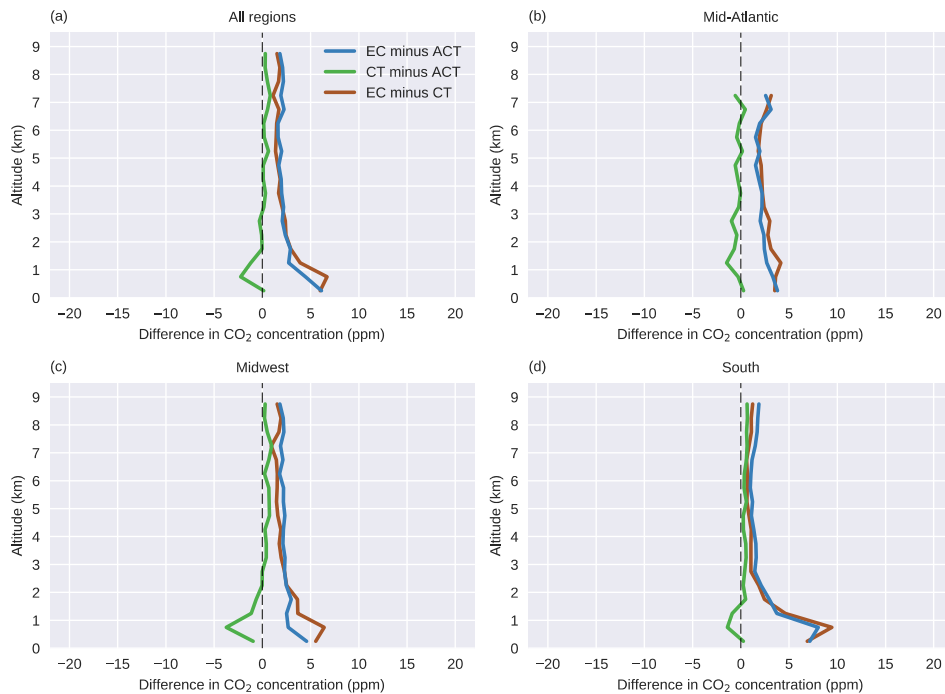 (a) All regions
9
8
7
6
5
4
3
2
1
0
Altitude (km)
EC minus ACT
CT minus ACT
EC minus CT
−20 −15 −10 −5 0 5 10 15 20
Difference in CO₂ concentration (ppm)
(b) Mid-Atlantic
9
8
7
6
5
4
3
2
1
0
Altitude (km)
−20 −15 −10 −5 0 5 10 15 20
Difference in CO₂ concentration (ppm)
(c) Midwest
9
8
7
6
5
4
3
2
1
0
Altitude (km)
−20 −15 −10 −5 0 5 10 15 20
Difference in CO₂ concentration (ppm)
(d) South
9
8
7
6
5
4
3
2
1
0
Altitude (km)
−20 −15 −10 −5 0 5 10 15 20
Difference in CO₂ concentration (ppm)